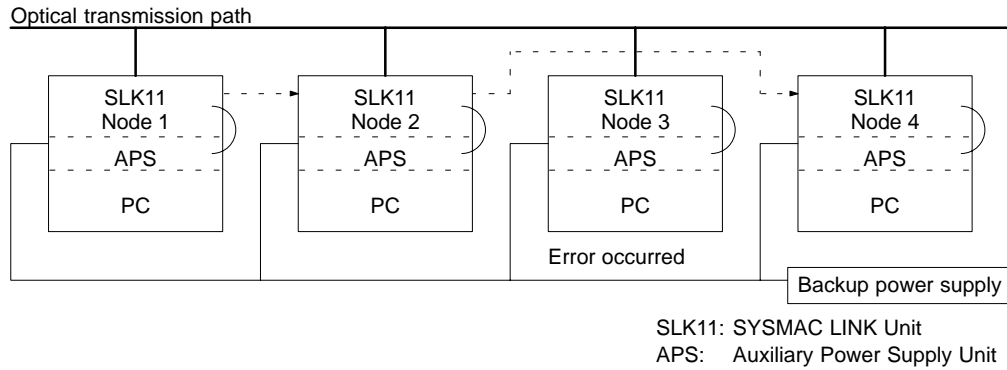 Optical transmission path
SLK11
Node 1
APS
PC
SLK11
Node 2
APS
PC
SLK11
Node 3
APS
PC
SLK11
Node 4
APS
PC
Error occurred
Backup power supply
SLK11: SYSMAC LINK Unit
APS: Auxiliary Power Supply Unit